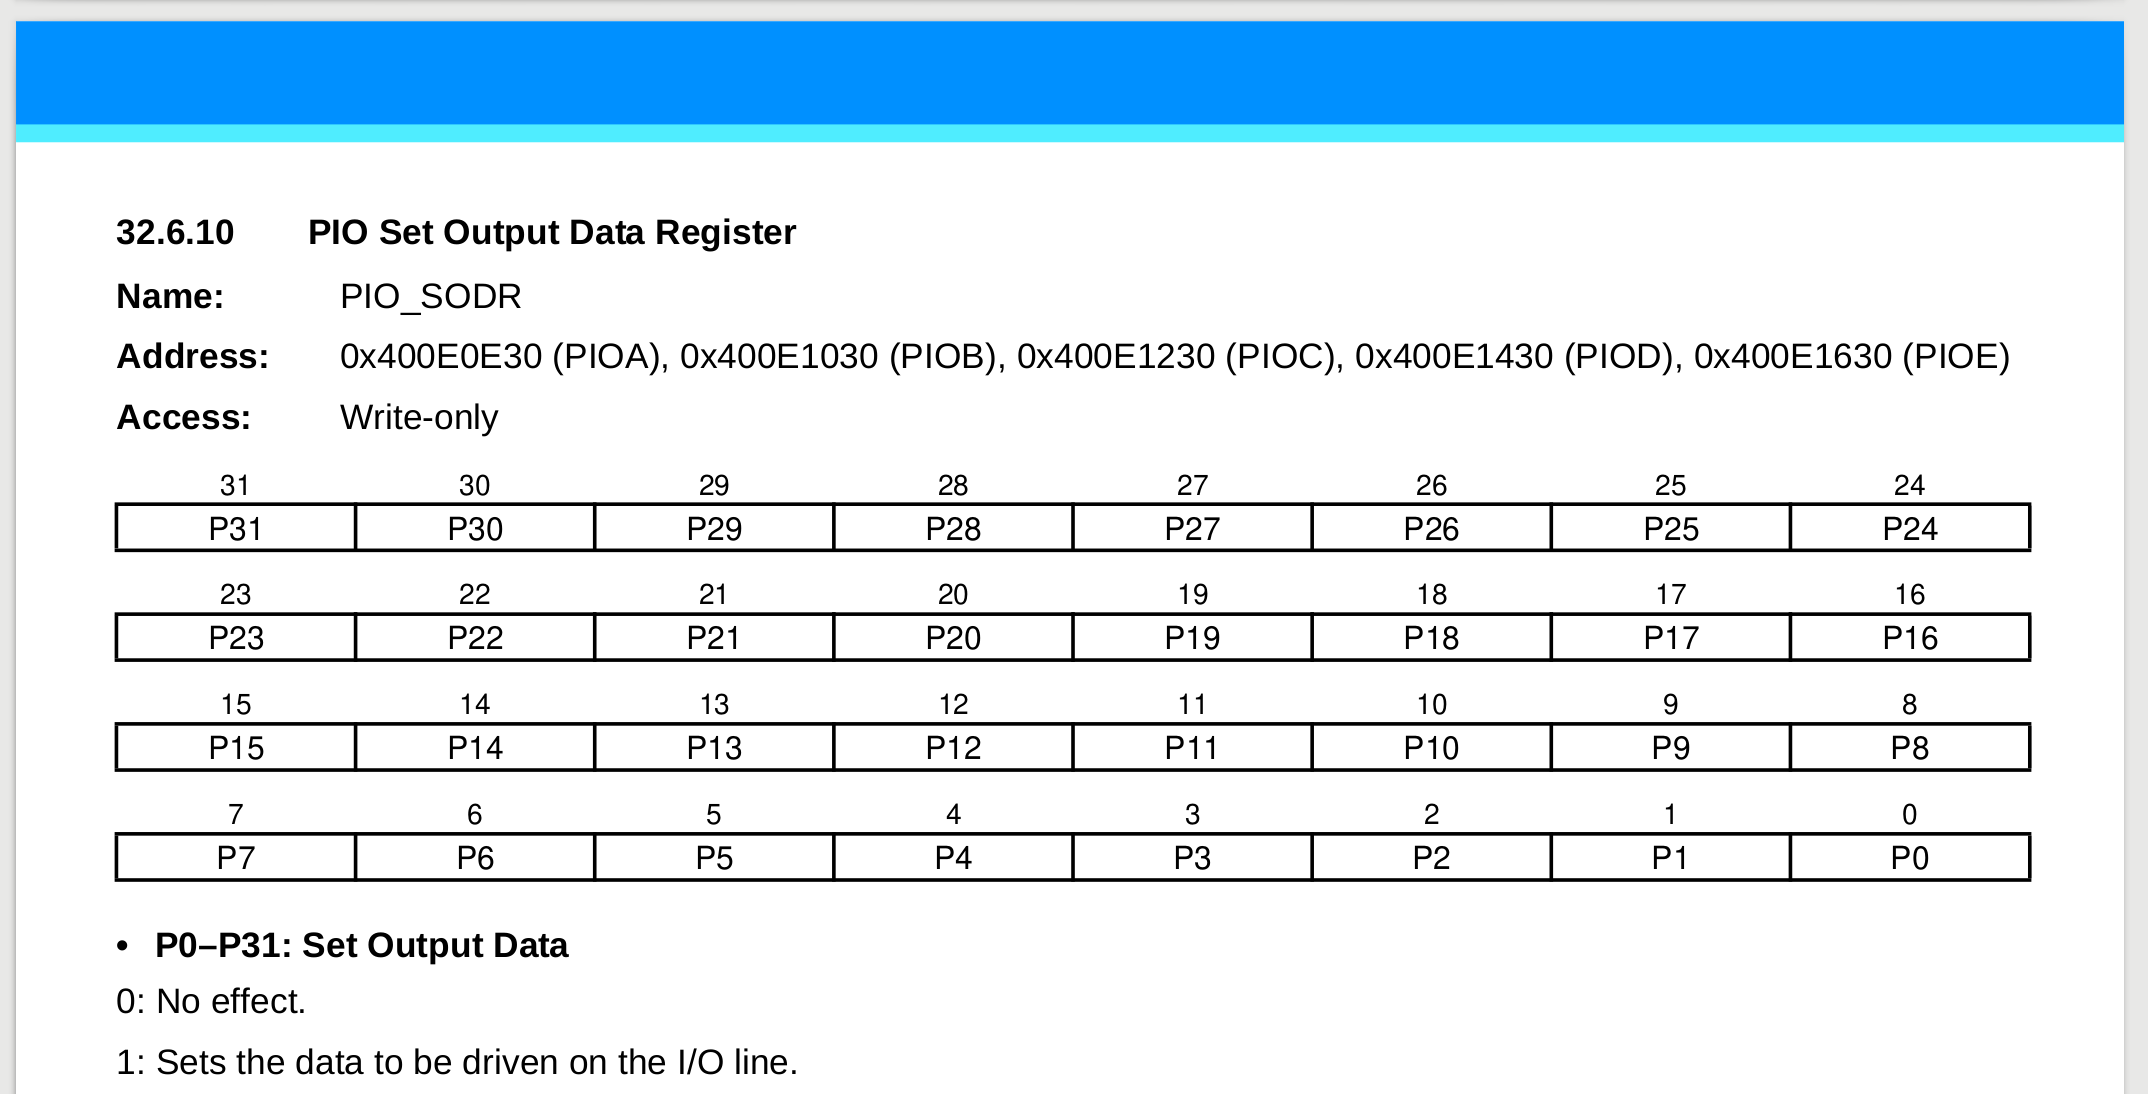 32.6.10 PIO Set Output Data Register
Name: PIO_SODR
Address: 0x400E0E30 (PIOA), 0x400E1030 (PIOB), 0x400E1230 (PIOC), 0x400E1430 (PIOD), 0x400E1630 (PIOE)
Access: Write-only
31 30 29 28 27 26 25 24
P31 P30 P29 P28 P27 P26 P25 P24
23 22 21 20 19 18 17 16
P23 P22 P21 P20 P19 P18 P17 P16
15 14 13 12 11 10 9 8
P15 P14 P13 P12 P11 P10 P9 P8
7 6 5 4 3 2 1 0
P7 P6 P5 P4 P3 P2 P1 P0
• P0–P31: Set Output Data
0: No effect.
1: Sets the data to be driven on the I/O line.